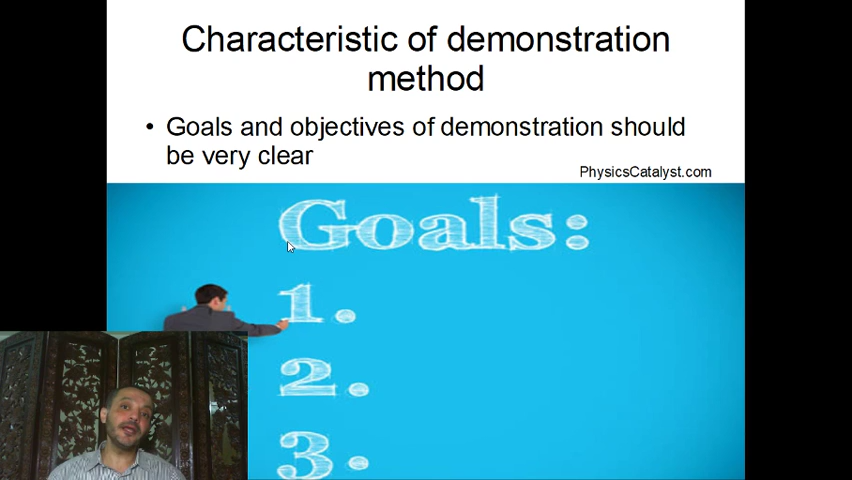 Characteristic of demonstration
method
• Goals and objectives of demonstration should
be very clear
PhysicsCatalyst.com
Goals:
1.
2.
3.